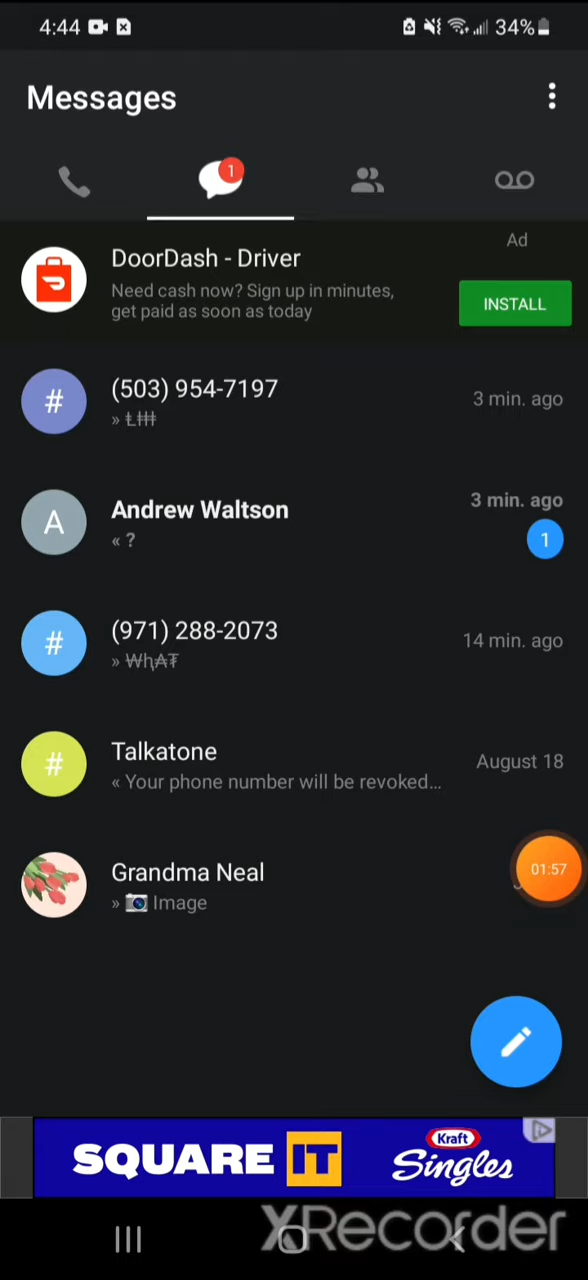 4:44
34%
Messages
1
Ad
DoorDash - Driver
Need cash now? Sign up in minutes,
get paid as soon as today
INSTALL
#
(503) 954-7197
3 min. ago
» ȽƗƚƚ
A
Andrew Waltson
3 min. ago
« ?
1
#
(971) 288-2073
14 min. ago
» ₩ⱨ₳₮
#
Talkatone
August 18
« Your phone number will be revoked...
Grandma Neal
01:57
» 📷 Image
SQUARE IT
Kraft
Singles
XRecorder